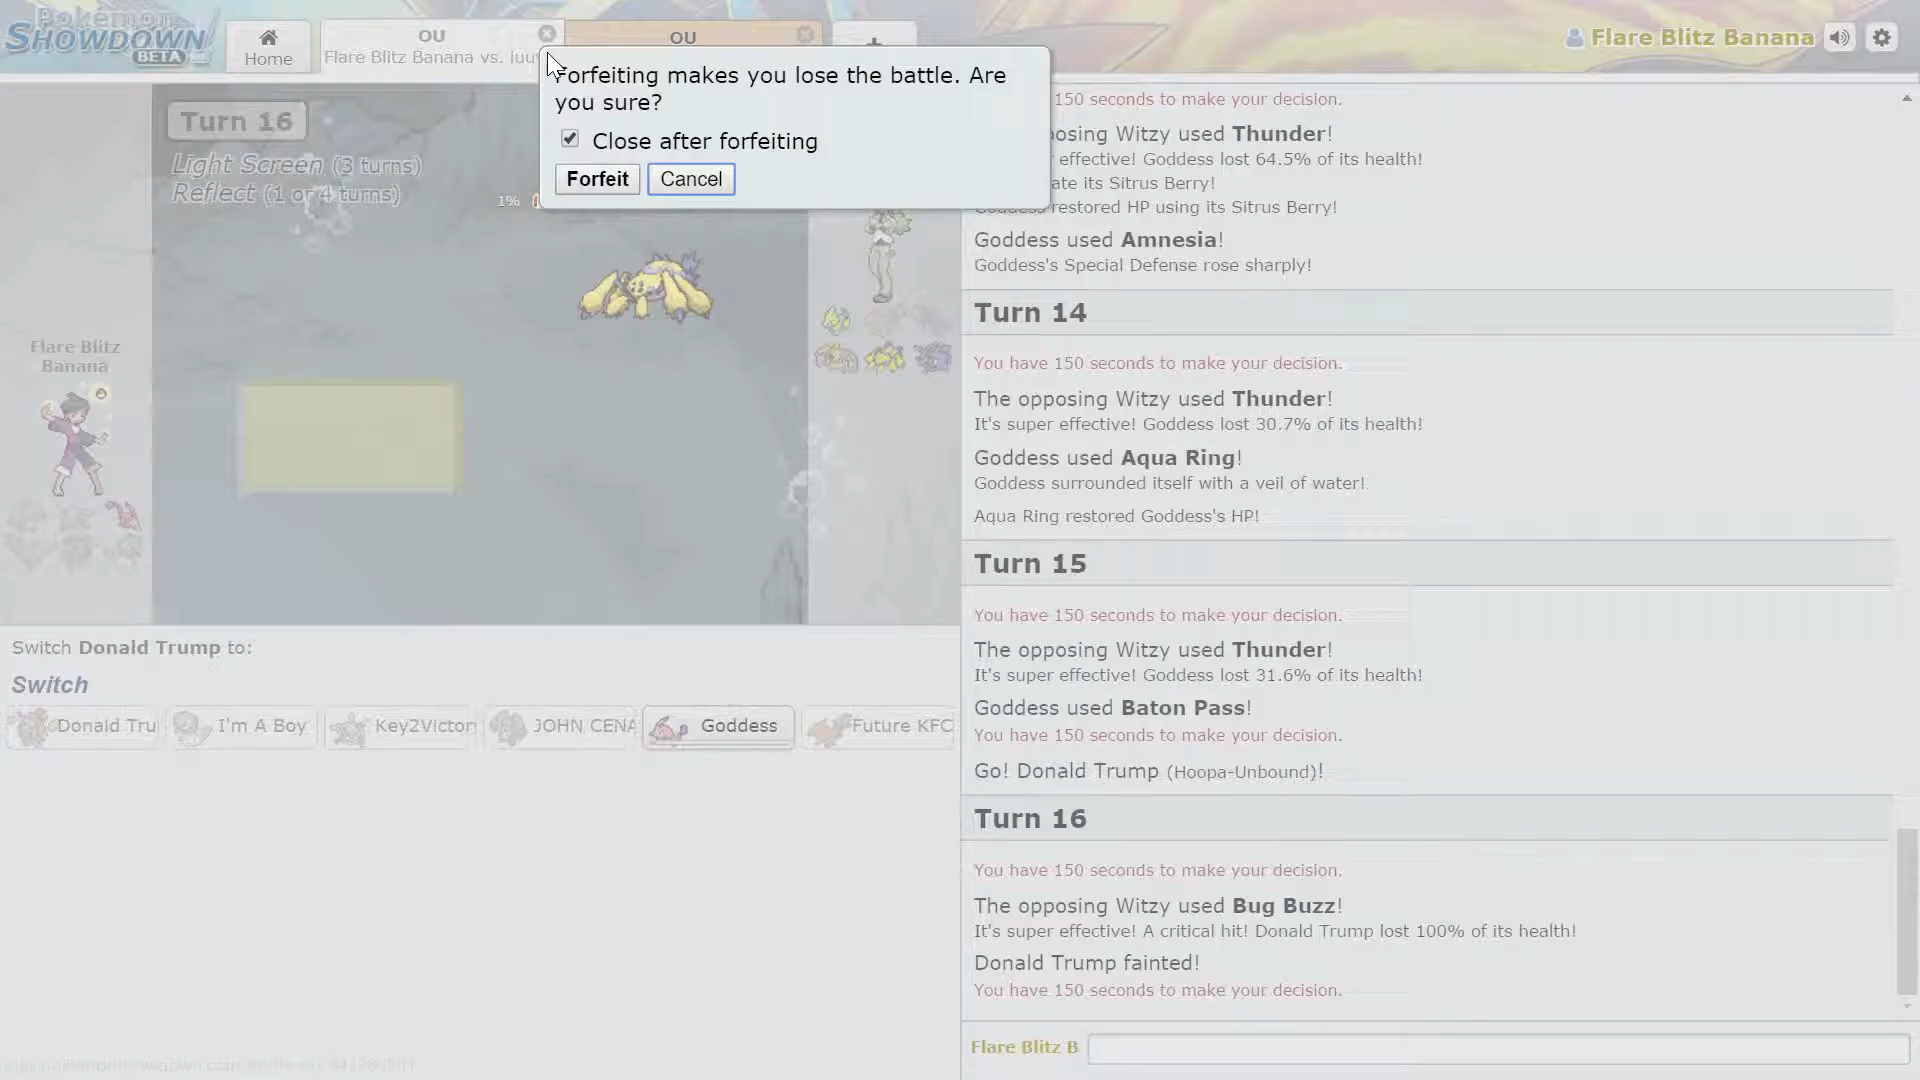 Pokémon
SHOWDOWN
BETA
Home
OU
Flare Blitz Banana vs. luu
OU
+
Flare Blitz Banana
Forfeiting makes you lose the battle. Are
you sure?
Close after forfeiting
Forfeit
Cancel
Turn 16
Light Screen (3 turns)
Reflect (1 or 4 turns)
1%
Flare Blitz
Banana
Switch Donald Trump to:
Switch
Donald Tru
I'm A Boy
Key2Victor
JOHN CENA
Goddess
Future KFC
150 seconds to make your decision.
osing Witzy used Thunder!
effective! Goddess lost 64.5% of its health!
ate its Sitrus Berry!
Goddess restored HP using its Sitrus Berry!
Goddess used Amnesia!
Goddess's Special Defense rose sharply!
Turn 14
You have 150 seconds to make your decision.
The opposing Witzy used Thunder!
It's super effective! Goddess lost 30.7% of its health!
Goddess used Aqua Ring!
Goddess surrounded itself with a veil of water!
Aqua Ring restored Goddess's HP!
Turn 15
You have 150 seconds to make your decision.
The opposing Witzy used Thunder!
It's super effective! Goddess lost 31.6% of its health!
Goddess used Baton Pass!
You have 150 seconds to make your decision.
Go! Donald Trump (Hoopa-Unbound)!
Turn 16
You have 150 seconds to make your decision.
The opposing Witzy used Bug Buzz!
It's super effective! A critical hit! Donald Trump lost 100% of its health!
Donald Trump fainted!
You have 150 seconds to make your decision.
Flare Blitz B